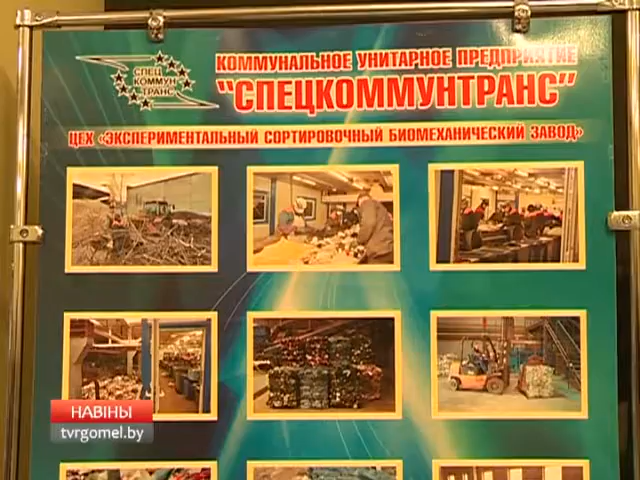 КОММУНАЛЬНОЕ УНИТАРНОЕ ПРЕДПРИЯТИЕ
СПЕЦ
КОММУН
ТРАНС
"СПЕЦКОММУНТРАНС"
ЦЕХ «ЭКСПЕРИМЕНТАЛЬНЫЙ СОРТИРОВОЧНЫЙ БИОМЕХАНИЧЕСКИЙ ЗАВОД»
НАВІНЫ
tvrgomel.by